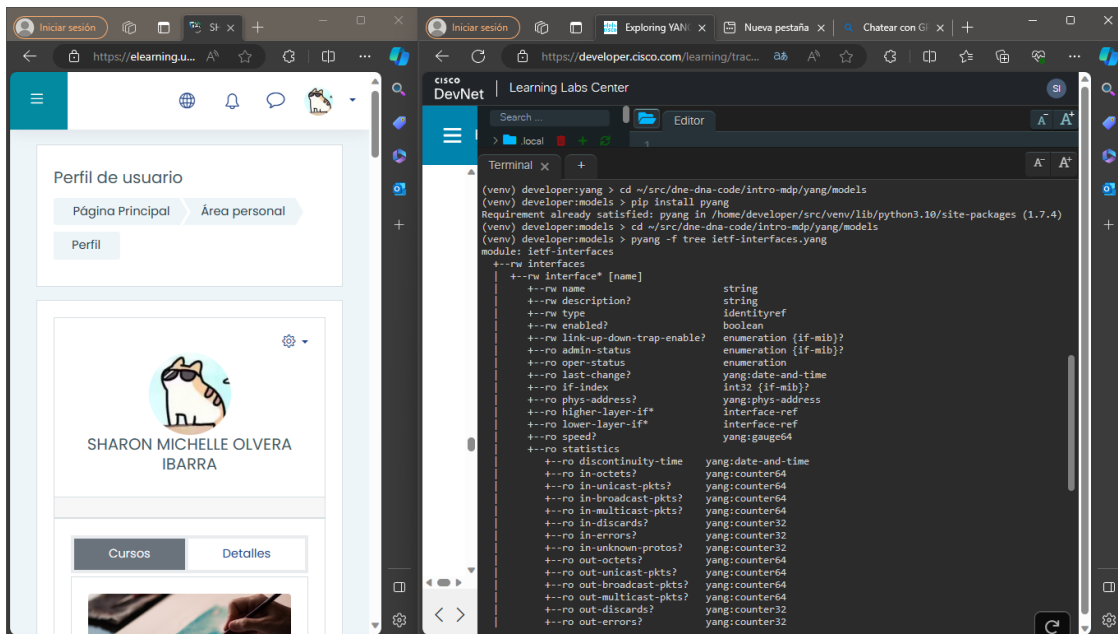 Iniciar sesión
SH
https://elearning.u...
Perfil de usuario
Página Principal
Área personal
Perfil
SHARON MICHELLE OLVERA
IBARRA
Cursos
Detalles
Iniciar sesión
Exploring YANG
Nueva pestaña
Chatear con GP
https://developer.cisco.com/learning/trac...
CISCO
DevNet
Learning Labs Center
SI
Search ...
Editor
A-
A+
.local
1
Terminal
A-
A+
(venv) developer:yang > cd ~/src/dne-dna-code/intro-mdp/yang/models
(venv) developer:models > pip install pyang
Requirement already satisfied: pyang in /home/developer/src/venv/lib/python3.10/site-packages (1.7.4)
(venv) developer:models > cd ~/src/dne-dna-code/intro-mdp/yang/models
(venv) developer:models > pyang -f tree ietf-interfaces.yang
module: ietf-interfaces
+--rw interfaces
| +--rw interface* [name]
| +--rw name string
| +--rw description? string
| +--rw type identityref
| +--rw enabled? boolean
| +--rw link-up-down-trap-enable? enumeration {if-mib}?
| +--ro admin-status enumeration {if-mib}?
| +--ro oper-status enumeration
| +--ro last-change? yang:date-and-time
| +--ro if-index int32 {if-mib}?
| +--ro phys-address? yang:phys-address
| +--ro higher-layer-if* interface-ref
| +--ro lower-layer-if* interface-ref
| +--ro speed? yang:gauge64
| +--ro statistics
| +--ro discontinuity-time yang:date-and-time
| +--ro in-octets? yang:counter64
| +--ro in-unicast-pkts? yang:counter64
| +--ro in-broadcast-pkts? yang:counter64
| +--ro in-multicast-pkts? yang:counter64
| +--ro in-discards? yang:counter32
| +--ro in-errors? yang:counter32
| +--ro in-unknown-protos? yang:counter32
| +--ro out-octets? yang:counter64
| +--ro out-unicast-pkts? yang:counter64
| +--ro out-broadcast-pkts? yang:counter64
| +--ro out-multicast-pkts? yang:counter64
| +--ro out-discards? yang:counter32
| +--ro out-errors? yang:counter32